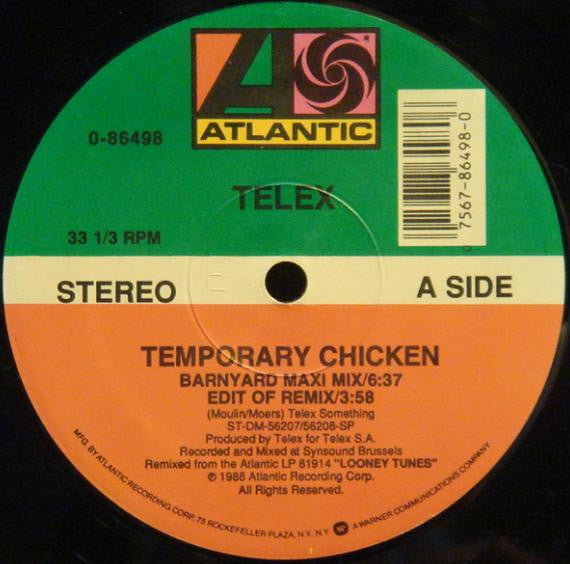 ATLANTIC
0-86498
7567-86498-0
TELEX
33 1/3 RPM
STEREO
A SIDE
TEMPORARY CHICKEN
BARNYARD MAXI MIX/6:37
EDIT OF REMIX/3:58
(Moulin/Moers) Telex Something
ST-DM-56207/56208-SP
Produced by Telex for Telex S.A.
Recorded and Mixed at Synsound Brussels
Remixed from the Atlantic LP 81914 "LOONEY TUNES"
℗ 1988 Atlantic Recording Corp.
All Rights Reserved.
MFG. BY ATLANTIC RECORDING CORP. 75 ROCKEFELLER PLAZA, N.Y. N.Y. A WARNER COMMUNICATIONS COMPANY